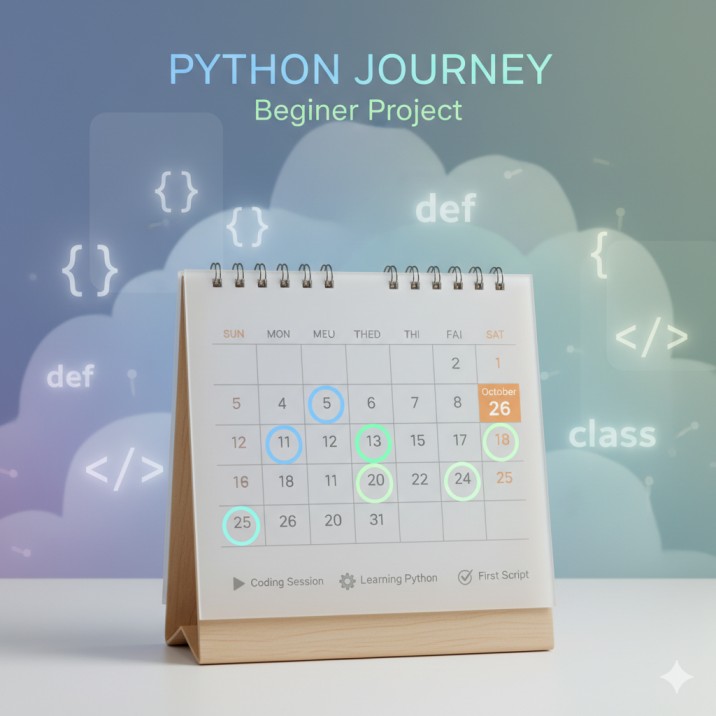 PYTHON JOURNEY
Beginer Project
{}
{}
def
{}
{
</>
def
class
</>
SUN MON MEU THED THI FAI SAT
2 1
5 4 5 6 7 8 October 26
12 11 12 13 15 17 18
16 18 11 20 22 24 25
25 26 20 31
Coding Session Learning Python First Script